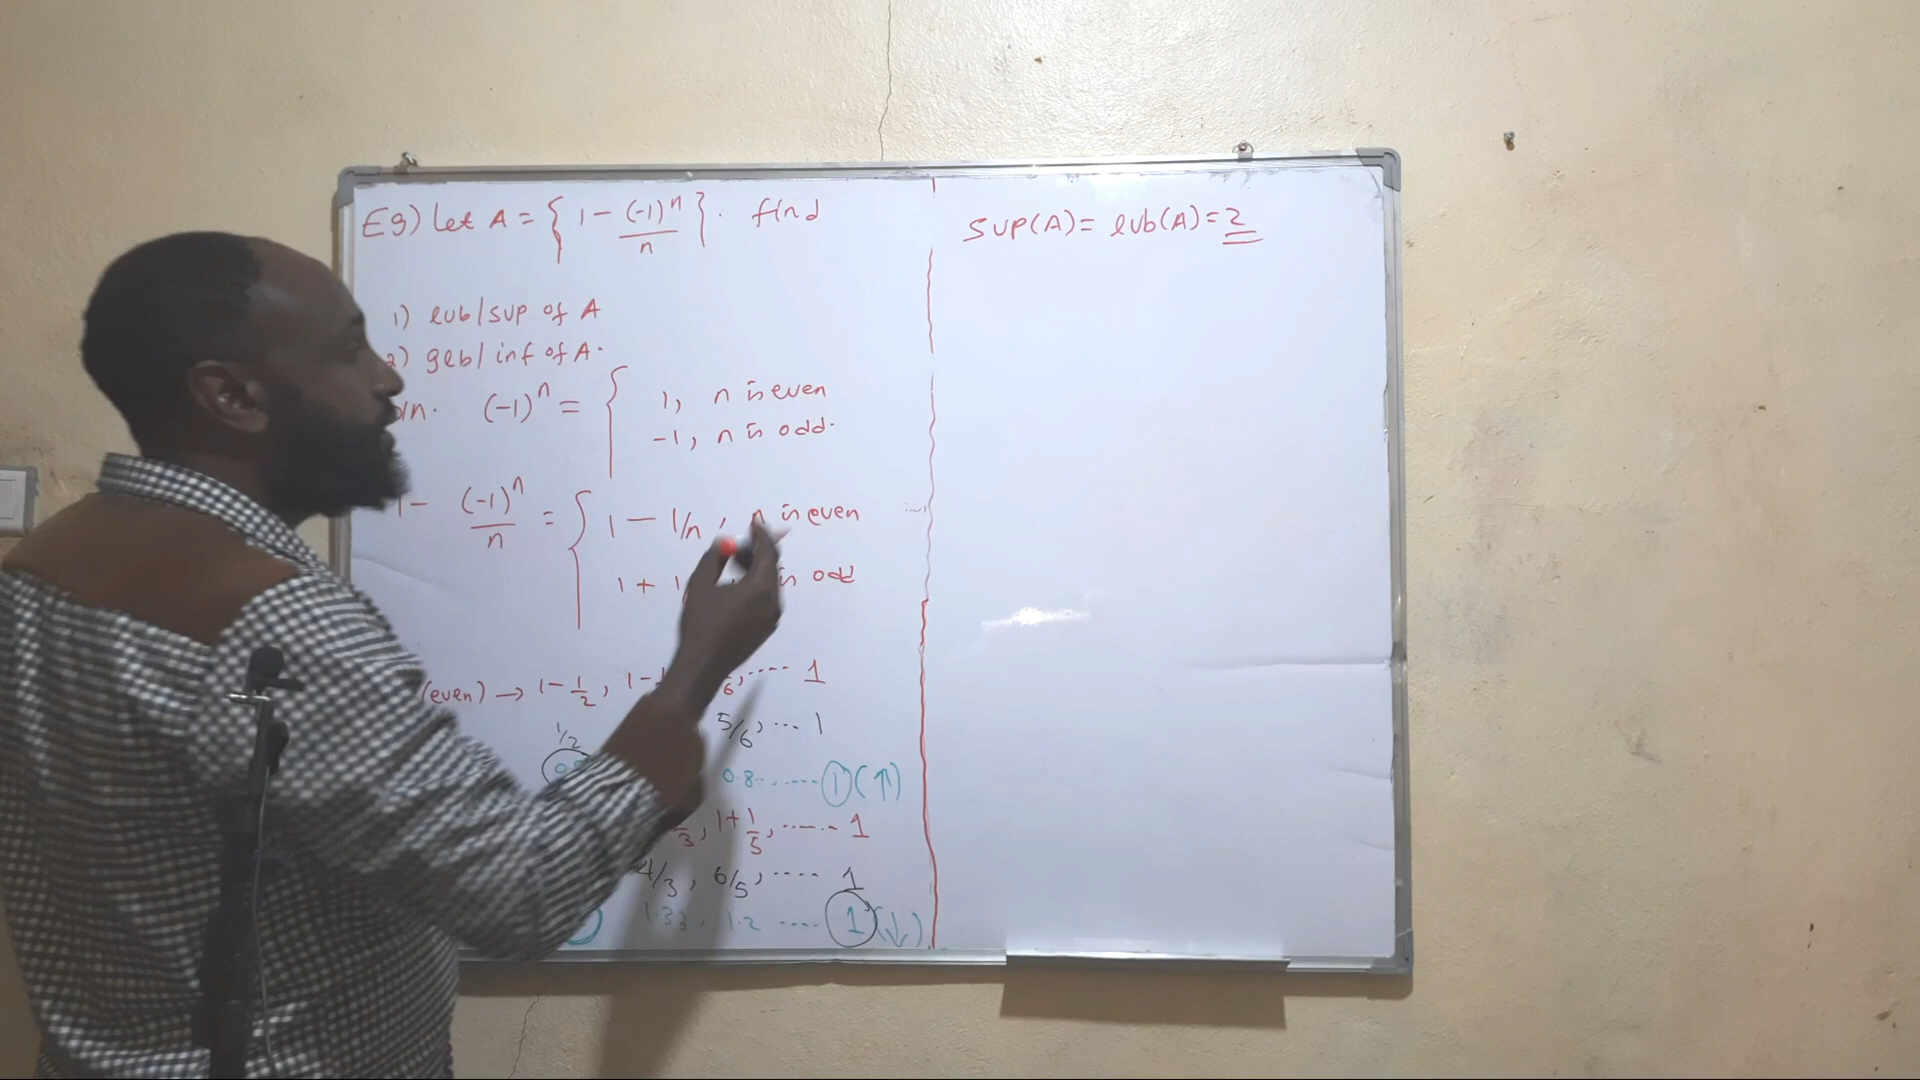 Eg) let A = { 1 - (-1)^n / n }. find
1) lub/sup of A
2) glb/inf of A.
(-1)^n = { 1, n is even
-1, n is odd.
1 - (-1)^n / n = { 1 - 1/n, n is even
1 + 1 is odd
(even) → 1 - 1/2, 1 - 6, .... 1
1/2 5/6, ... 1
0.8 ...... 1 (↑)
3, 1 + 1/5, ...... 1
4/3, 6/5, .... 1
1.33, 1.2 .... 1 (↓)
sup(A) = lub(A) = 2